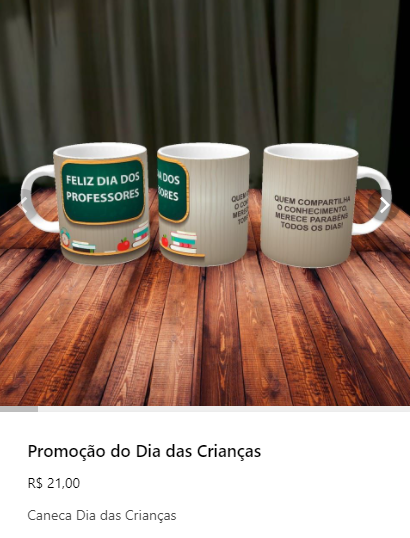 FELIZ DIA DOS
PROFESSORES
IA DOS
SORES
QUEM COMPARTILHA
O CONHECIMENTO,
MERECE PARABÉNS
TODOS OS DIAS!
Promoção do Dia das Crianças
R$ 21,00
Caneca Dia das Crianças